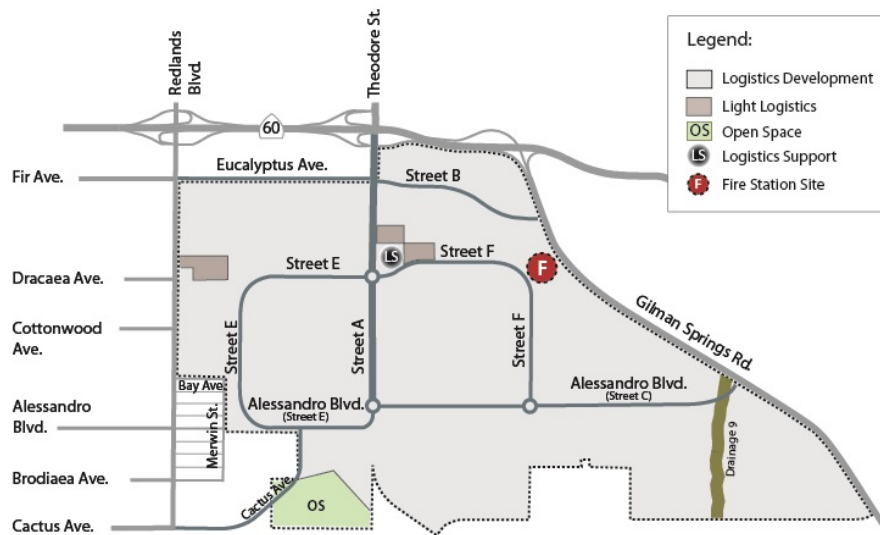 Redlands
Blvd.
Theodore St.
Legend:
Logistics Development
Light Logistics
OS Open Space
LS Logistics Support
F Fire Station Site
60
Fir Ave.
Eucalyptus Ave.
Street B
Dracaea Ave.
Street E
LS
Street F
F
Cottonwood
Ave.
Street E
Street A
Street F
Gilman Springs Rd.
Bay Ave
Merwin St.
Alessandro
Blvd.
Alessandro Blvd.
(Street E)
Alessandro Blvd.
(Street C)
Drainage 9
Brodiaea Ave.
Cactus Ave.
OS
Cactus Ave.